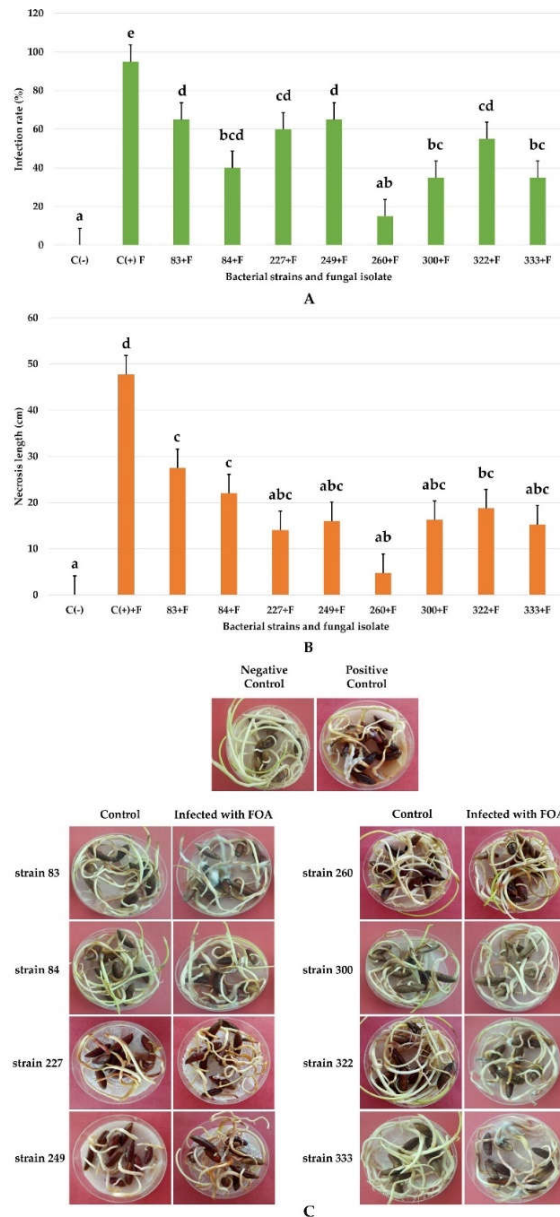 120
100
80
60
40
20
0
Infection rate (%)
a
e
d
bcd
cd
d
ab
bc
cd
bc
C(-) C(+) F 83+F 84+F 227+F 249+F 260+F 300+F 322+F 333+F
Bacterial strains and fungal isolate
A
60
50
40
30
20
10
0
Necrosis length (cm)
a
d
c
c
abc
abc
ab
abc
bc
abc
C(-) C(+)+F 83+F 84+F 227+F 249+F 260+F 300+F 322+F 333+F
Bacterial strains and fungal isolate
B
Negative
Control
Positive
Control
Control Infected with FOA
strain 83
strain 84
strain 227
strain 249
Control Infected with FOA
strain 260
strain 300
strain 322
strain 333
C